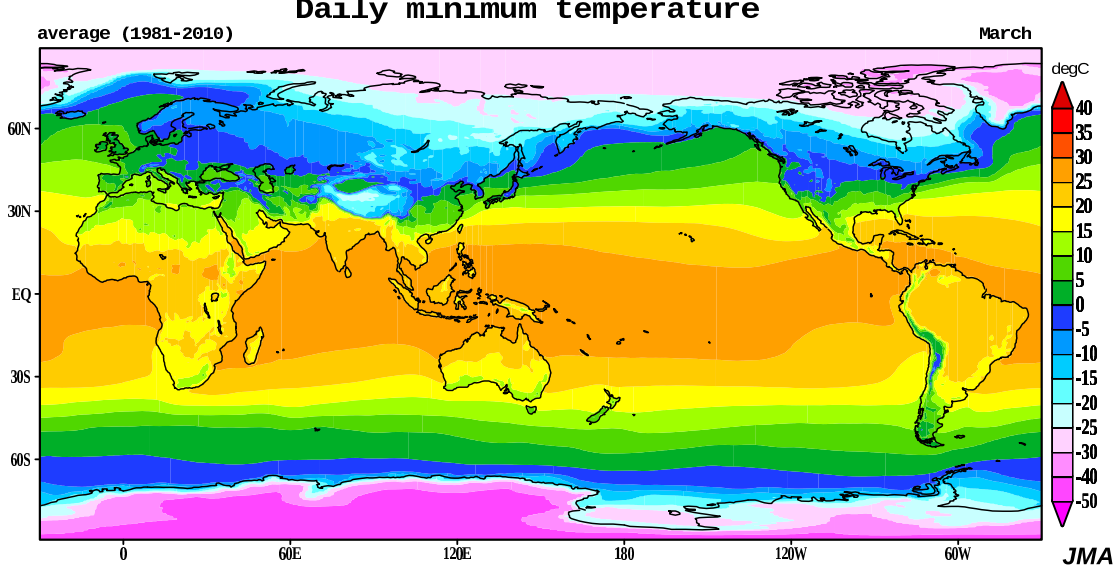 Daily minimum temperature
average (1981-2010)
March
degC
40
35
30
25
20
15
10
5
0
-5
-10
-15
-20
-25
-30
-40
-50
60N
30N
EQ
30S
60S
0
60E
120E
180
120W
60W
JMA